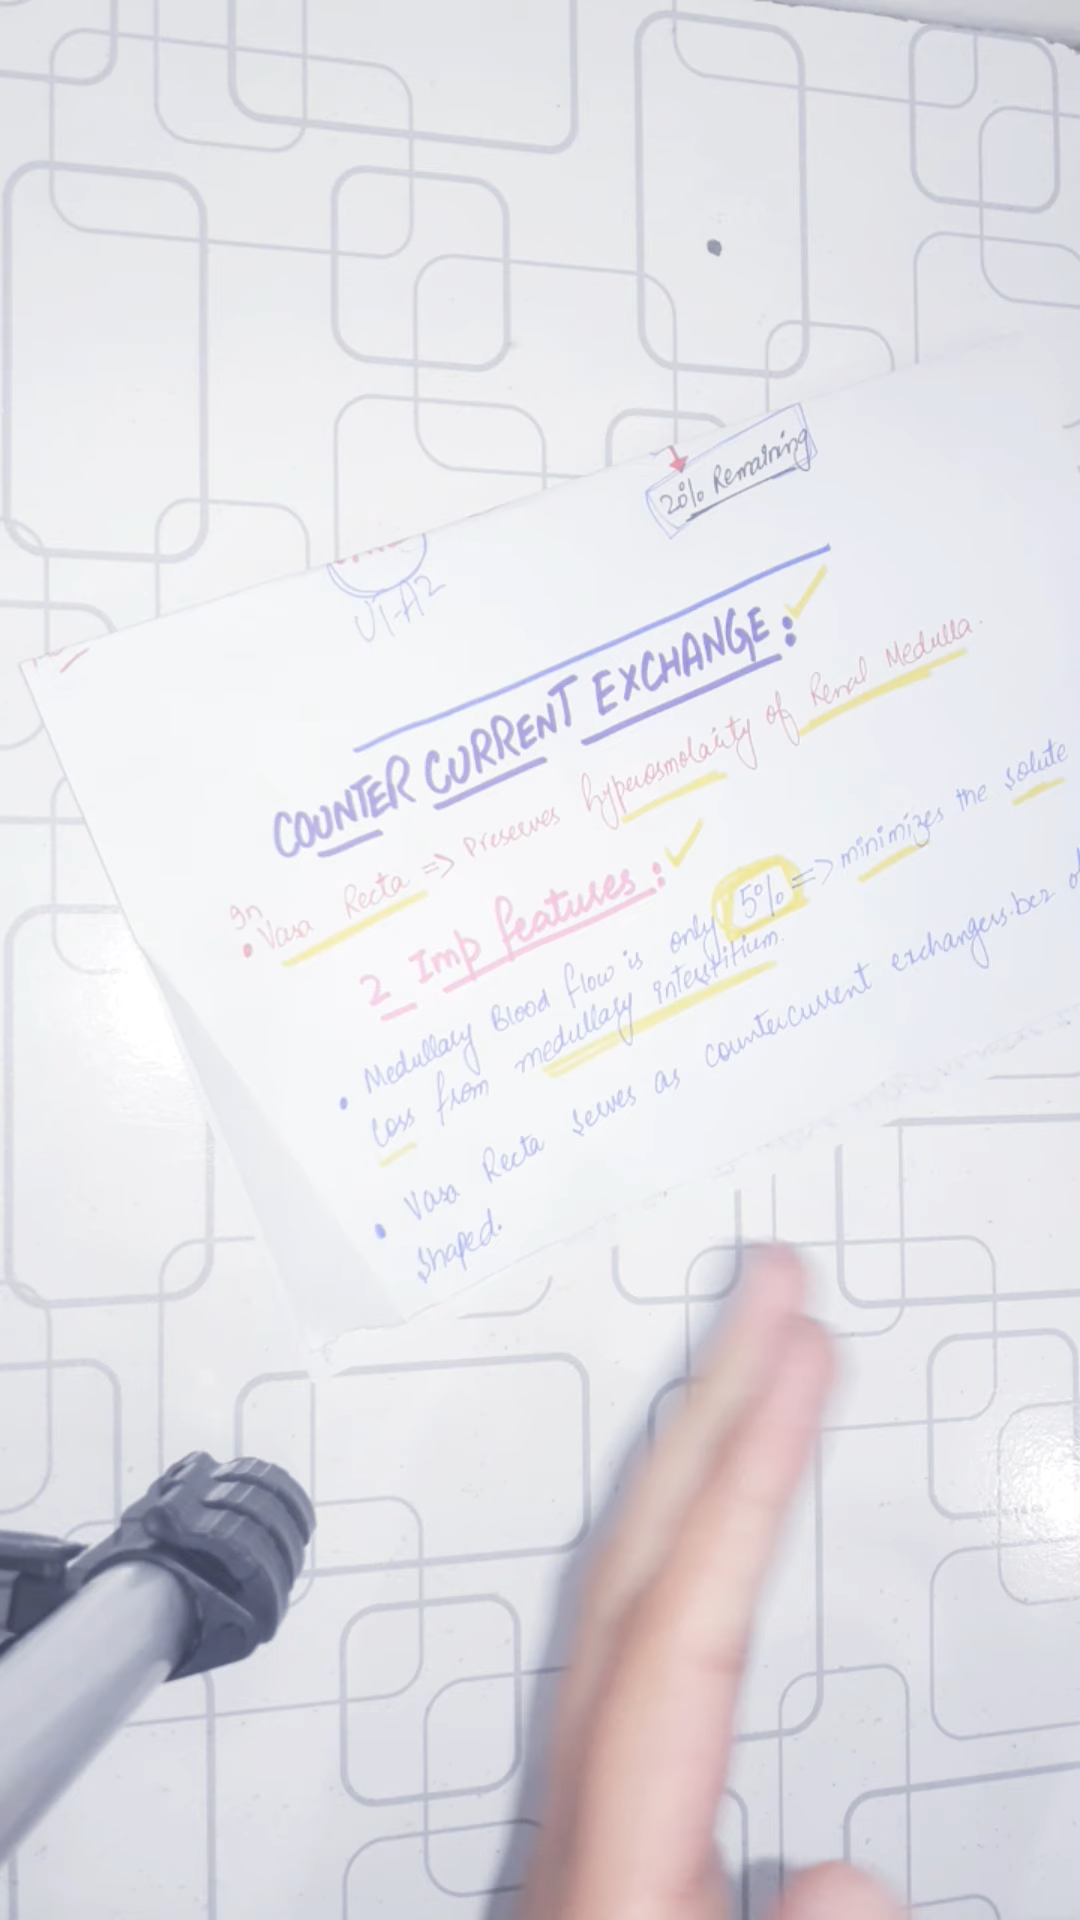 20% Remaining
V1-A2
COUNTER CURRENT EXCHANGE:
In
• Vasa Recta => Preserves hyperosmolarity of Renal Medulla.
2 Imp features:
• Medullary Blood flow is only 5% => minimizes the solute
Loss from medullary interstitium.
• Vasa Recta serves as countercurrent exchangers.bcz of
shaped.